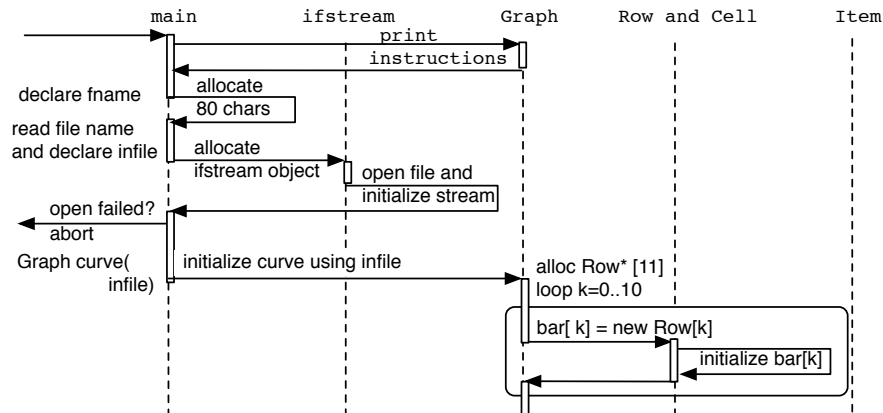 main ifstream Graph Row and Cell Item
print
instructions
declare fname
allocate
80 chars
read file name
and declare infile
allocate
ifstream object
open file and
initialize stream
open failed?
abort
Graph curve(
infile)
initialize curve using infile
alloc Row* [11]
loop k=0..10
bar[ k] = new Row[k]
initialize bar[k]